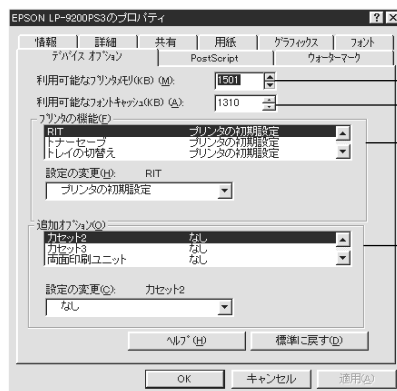 EPSON LP-9200PS3のプロパティ
情報 詳細 共有 用紙 グラフィックス フォント
デバイス オプション PostScript ウォーターマーク
利用可能なプリンタメモリ(KB) (M): 1501
利用可能なフォントキャッシュ(KB) (A): 1310
プリンタの機能(F)
RIT プリンタの初期設定
トナーセーブ プリンタの初期設定
トレイの切替え プリンタの初期設定
設定の変更(H): RIT
プリンタの初期設定
追加オプション(O)
カセット2 なし
カセット3 なし
両面印刷ユニット なし
設定の変更(C): カセット2
なし
ヘルプ(H) 標準に戻す(D)
OK キャンセル 適用(A)